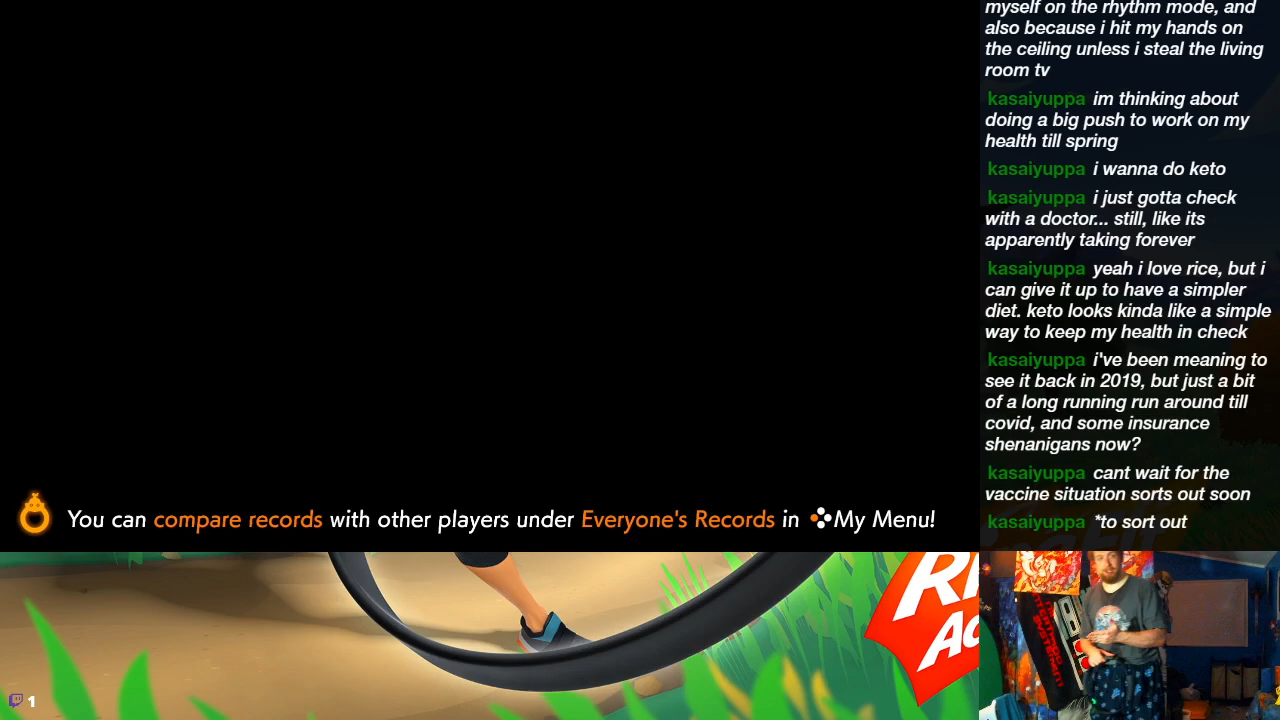 myself on the rhythm mode, and
also because i hit my hands on
the ceiling unless i steal the living
room tv
kasaiyuppa im thinking about
doing a big push to work on my
health till spring
kasaiyuppa i wanna do keto
kasaiyuppa i just gotta check
with a doctor... still, like its
apparently taking forever
kasaiyuppa yeah i love rice, but i
can give it up to have a simpler
diet. keto looks kinda like a simple
way to keep my health in check
kasaiyuppa i've been meaning to
see it back in 2019, but just a bit
of a long running run around till
covid, and some insurance
shenanigans now?
kasaiyuppa cant wait for the
vaccine situation sorts out soon
kasaiyuppa *to sort out
You can compare records with other players under Everyone's Records in My Menu!
1